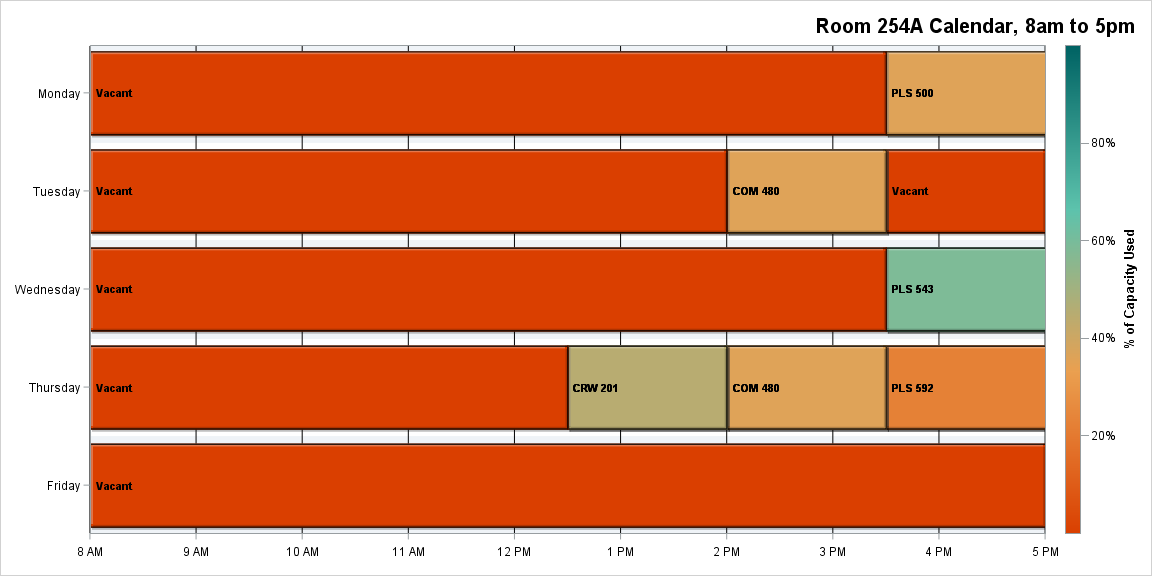 Room 254A Calendar, 8am to 5pm
Monday
Vacant
PLS 500
Tuesday
Vacant
COM 480
Vacant
Wednesday
Vacant
PLS 543
Thursday
Vacant
CRW 201
COM 480
PLS 592
Friday
Vacant
8 AM
9 AM
10 AM
11 AM
12 PM
1 PM
2 PM
3 PM
4 PM
5 PM
80%
60%
40%
20%
% of Capacity Used